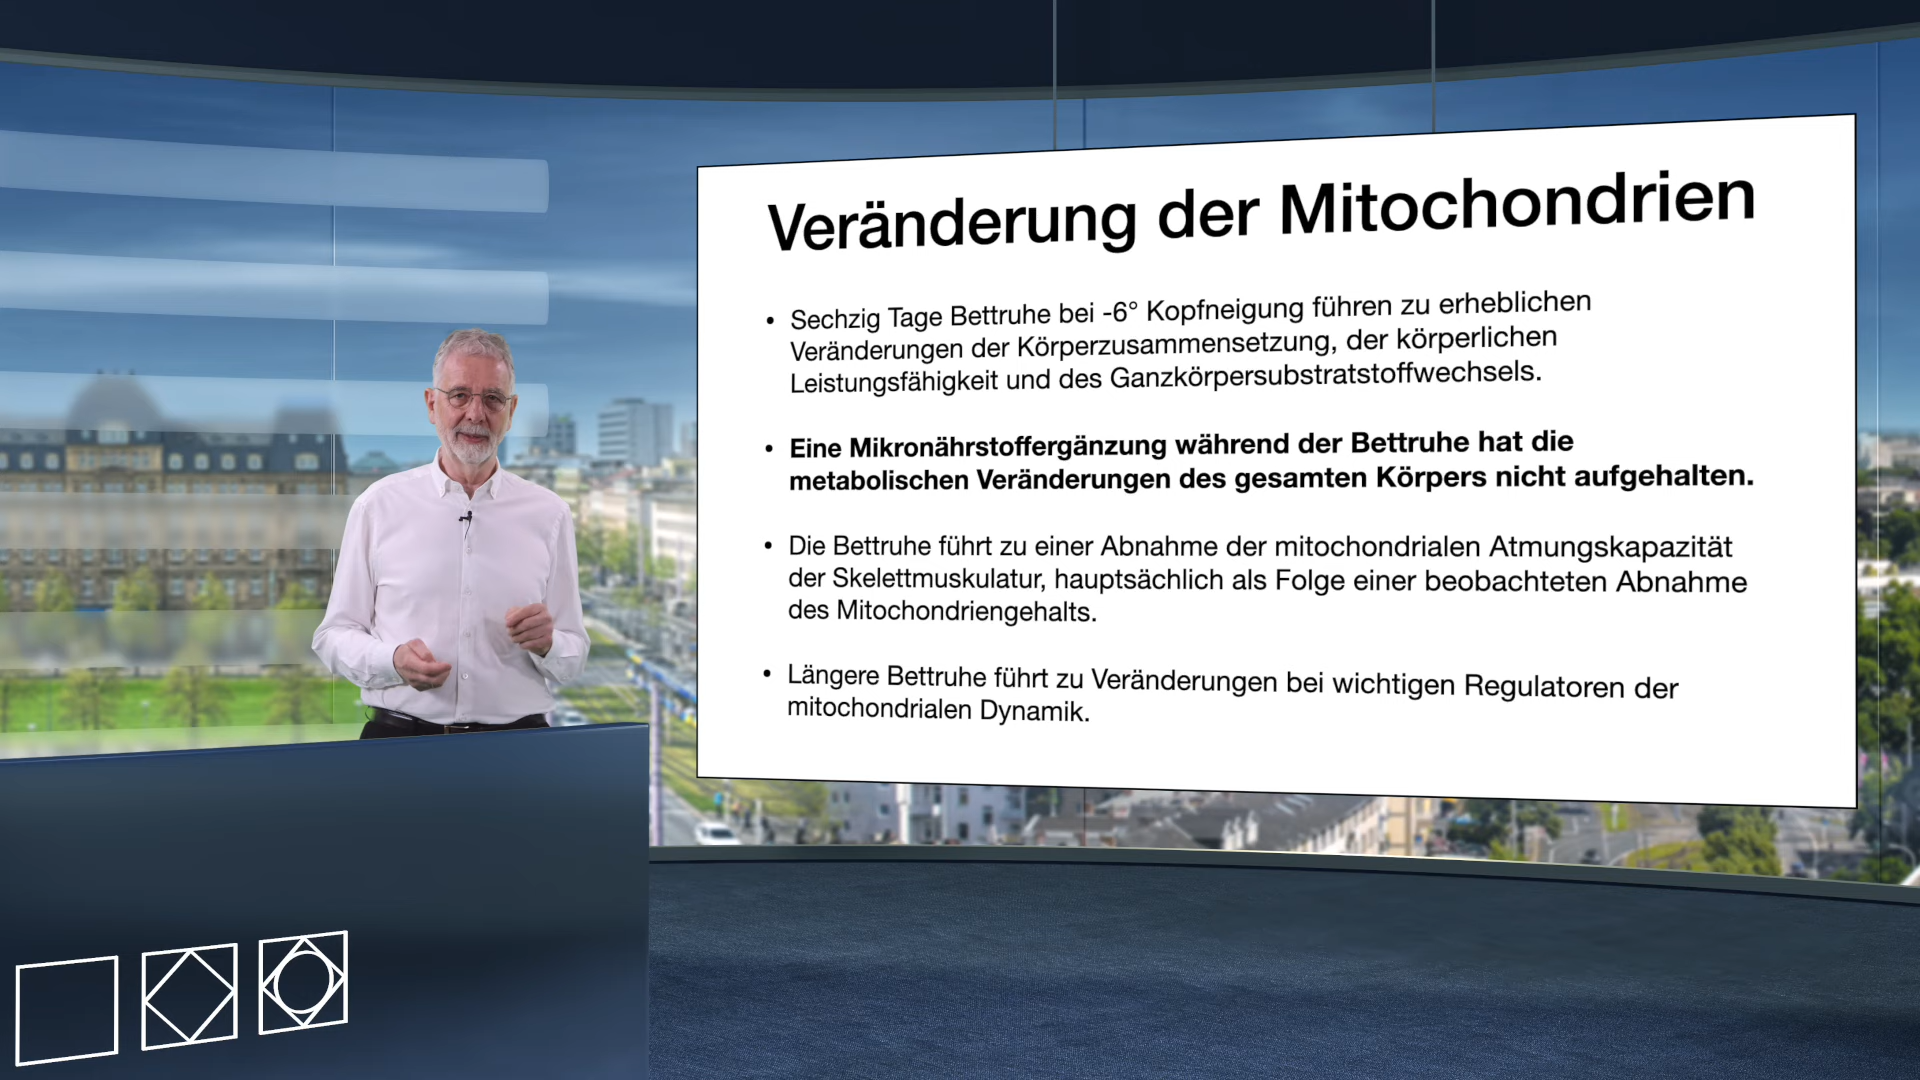 Veränderung der Mitochondrien
• Sechzig Tage Bettruhe bei -6° Kopfneigung führen zu erheblichen
Veränderungen der Körperzusammensetzung, der körperlichen
Leistungsfähigkeit und des Ganzkörpersubstratstoffwechsels.
• Eine Mikronährstoffergänzung während der Bettruhe hat die
metabolischen Veränderungen des gesamten Körpers nicht aufgehalten.
• Die Bettruhe führt zu einer Abnahme der mitochondrialen Atmungskapazität
der Skelettmuskulatur, hauptsächlich als Folge einer beobachteten Abnahme
des Mitochondriengehalts.
• Längere Bettruhe führt zu Veränderungen bei wichtigen Regulatoren der
mitochondrialen Dynamik.